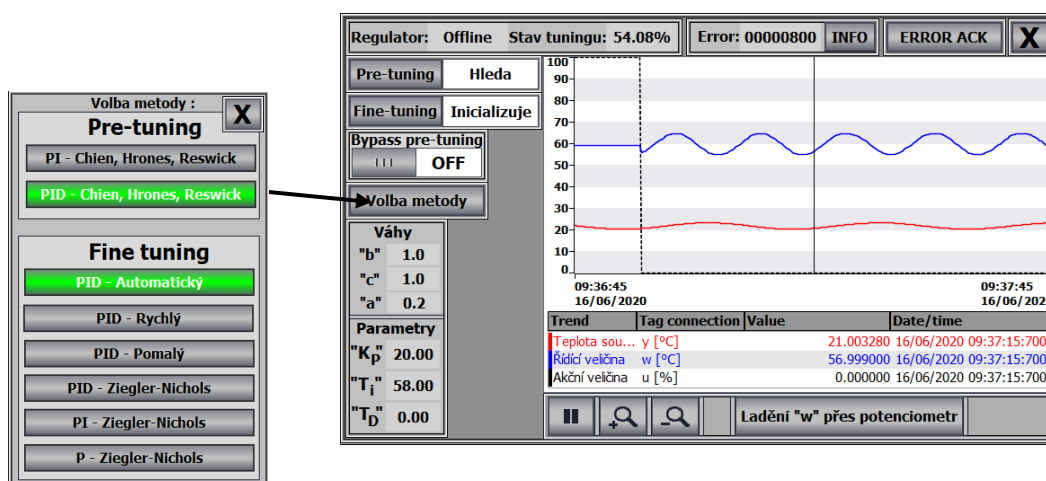 Volba metody :
X
Pre-tuning
PI - Chien, Hrones, Reswick
PID - Chien, Hrones, Reswick
Fine tuning
PID - Automatický
PID - Rychlý
PID - Pomalý
PID - Ziegler-Nichols
PI - Ziegler-Nichols
P - Ziegler-Nichols
Regulator: Offline Stav tuningu: 54.08% Error: 00000800 INFO ERROR ACK X
Pre-tuning Hleda
Fine-tuning Inicializuje
Bypass pre-tuning
OFF
Volba metody
Váhy
"b" 1.0
"c" 1.0
"a" 0.2
Parametry
"Kp" 20.00
"Ti" 58.00
"TD" 0.00
100
90
80
70
60
50
40
30
20
10
0
09:36:45 09:37:45
16/06/2020 16/06/202
Trend Tag connection Value Date/time
Teplota sou... y [°C] 21.003280 16/06/2020 09:37:15:700
Řídící veličina w [°C] 56.999000 16/06/2020 09:37:15:700
Akční veličina u [%] 0.000000 16/06/2020 09:37:15:700
Ladění "w" přes potenciometr